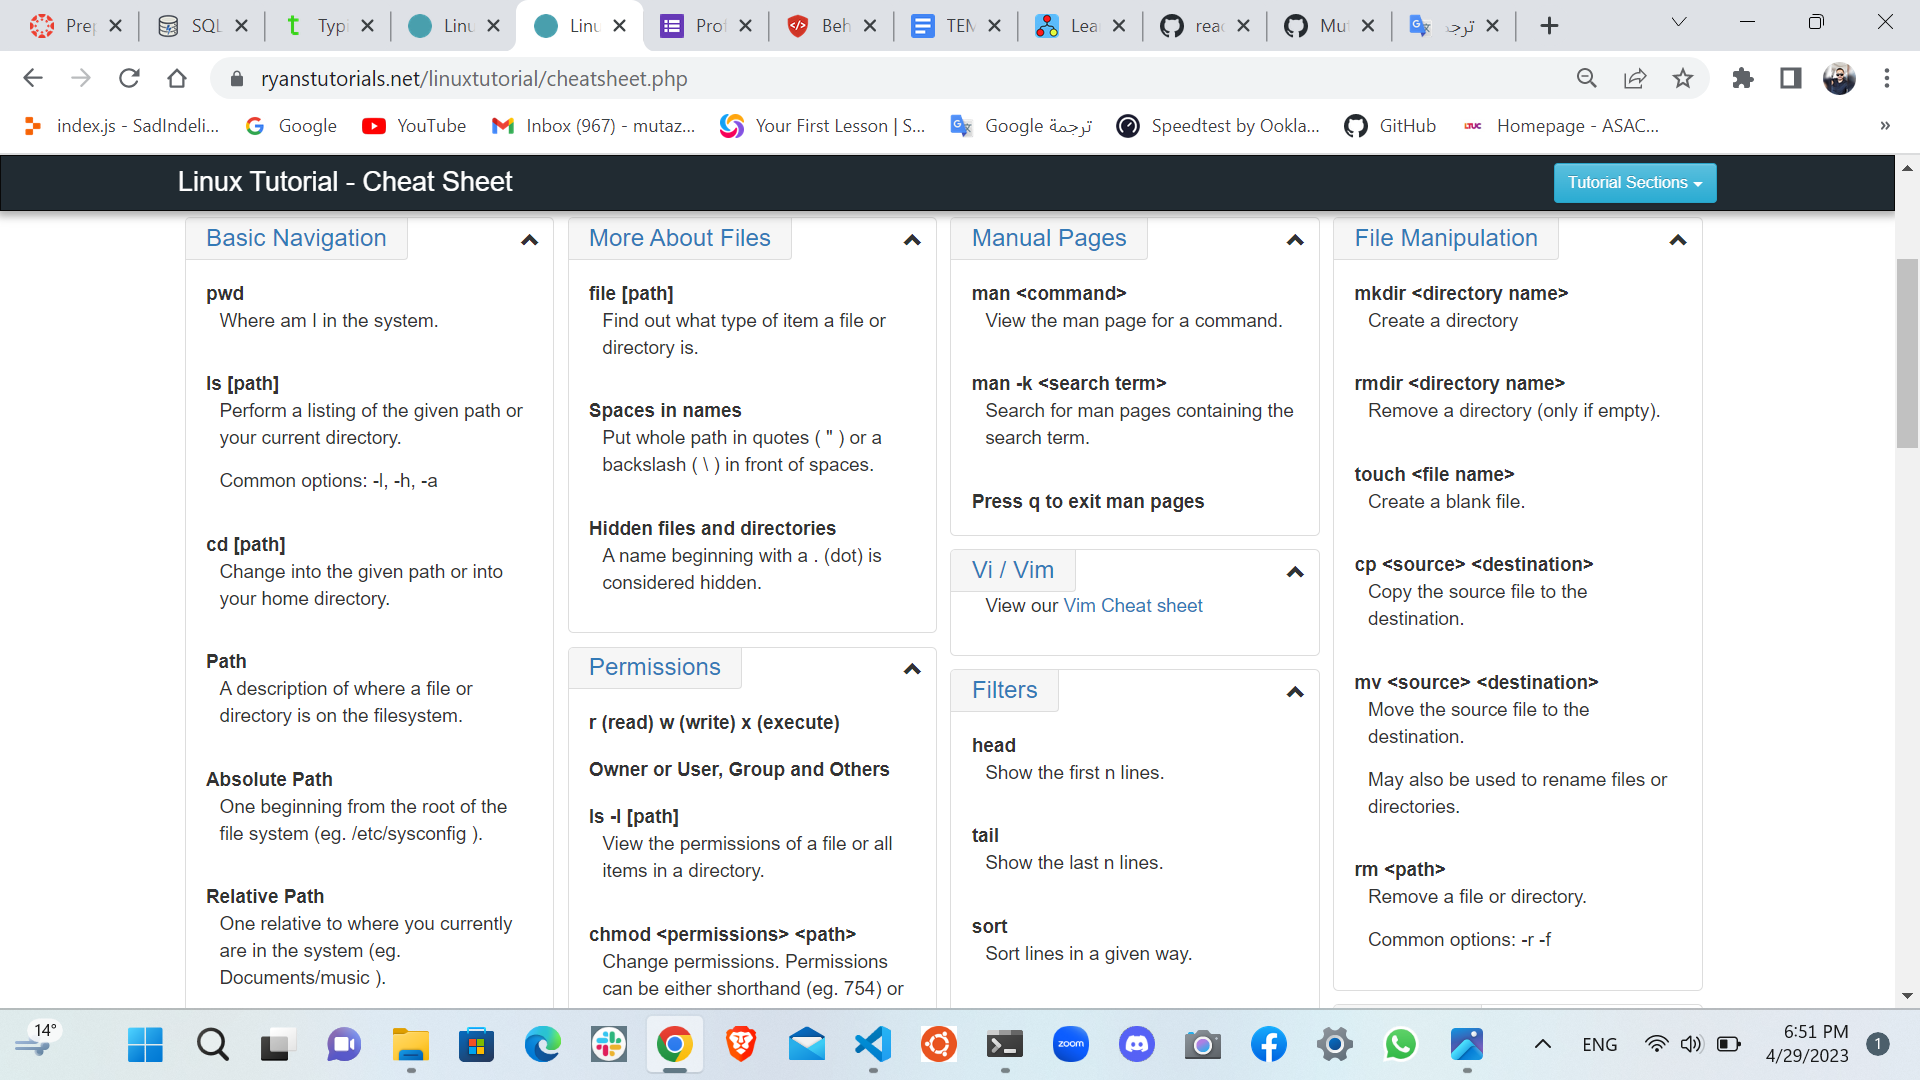 Prep
SQL
Typi
Linu
Linu
Prof
Beh
TEM
Lear
read
Mut
ترجم
ryanstutorials.net/linuxtutorial/cheatsheet.php
index.js - SadIndeli...
Google
YouTube
Inbox (967) - mutaz...
Your First Lesson | S...
ترجمة Google
Speedtest by Ookla...
GitHub
LTUC
Homepage - ASAC...
»
Linux Tutorial - Cheat Sheet
Tutorial Sections
Basic Navigation
pwd
Where am I in the system.
ls [path]
Perform a listing of the given path or
your current directory.
Common options: -l, -h, -a
cd [path]
Change into the given path or into
your home directory.
Path
A description of where a file or
directory is on the filesystem.
Absolute Path
One beginning from the root of the
file system (eg. /etc/sysconfig ).
Relative Path
One relative to where you currently
are in the system (eg.
Documents/music ).
More About Files
file [path]
Find out what type of item a file or
directory is.
Spaces in names
Put whole path in quotes ( " ) or a
backslash ( \ ) in front of spaces.
Hidden files and directories
A name beginning with a . (dot) is
considered hidden.
Permissions
r (read) w (write) x (execute)
Owner or User, Group and Others
ls -l [path]
View the permissions of a file or all
items in a directory.
chmod <permissions> <path>
Change permissions. Permissions
can be either shorthand (eg. 754) or
Manual Pages
man <command>
View the man page for a command.
man -k <search term>
Search for man pages containing the
search term.
Press q to exit man pages
Vi / Vim
View our Vim Cheat sheet
Filters
head
Show the first n lines.
tail
Show the last n lines.
sort
Sort lines in a given way.
File Manipulation
mkdir <directory name>
Create a directory
rmdir <directory name>
Remove a directory (only if empty).
touch <file name>
Create a blank file.
cp <source> <destination>
Copy the source file to the
destination.
mv <source> <destination>
Move the source file to the
destination.
May also be used to rename files or
directories.
rm <path>
Remove a file or directory.
Common options: -r -f
14°
zoom
ENG
6:51 PM
4/29/2023
1